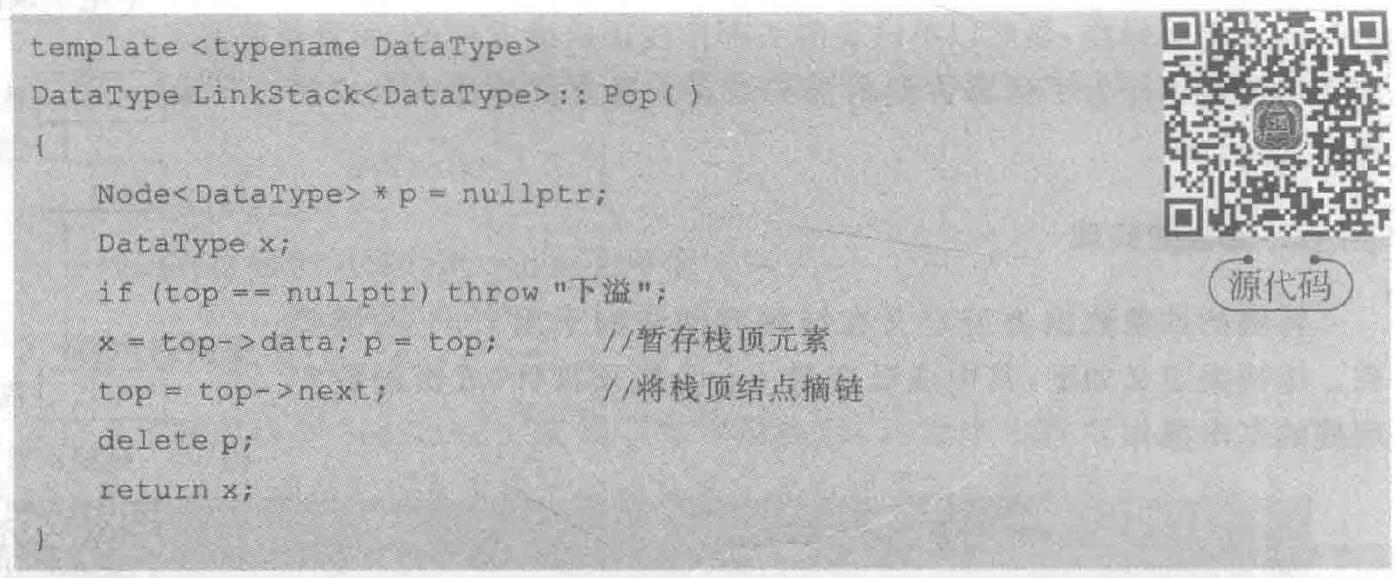 template <typename DataType>
DataType LinkStack<DataType>:: Pop( )
{
    Node<DataType> * p = nullptr;
    DataType x;
    if (top == nullptr) throw "下溢";
    x = top->data; p = top;        //暂存栈顶元素
    top = top->next;               //将栈顶结点摘链
    delete p;
    return x;
}
源代码